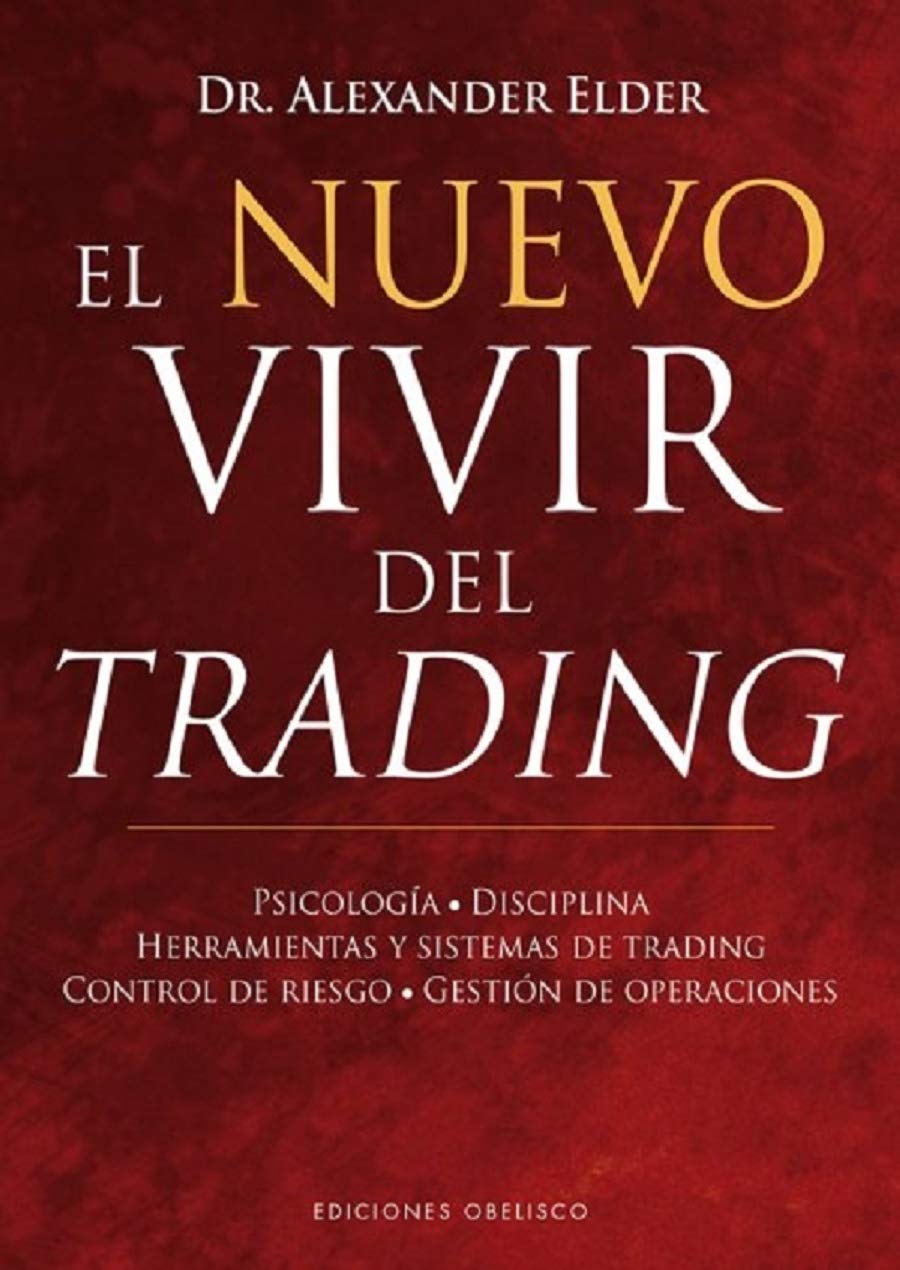 DR. ALEXANDER ELDER
EL NUEVO
VIVIR
DEL
TRADING
PSICOLOGÍA • DISCIPLINA
HERRAMIENTAS Y SISTEMAS DE TRADING
CONTROL DE RIESGO • GESTIÓN DE OPERACIONES
EDICIONES OBELISCO